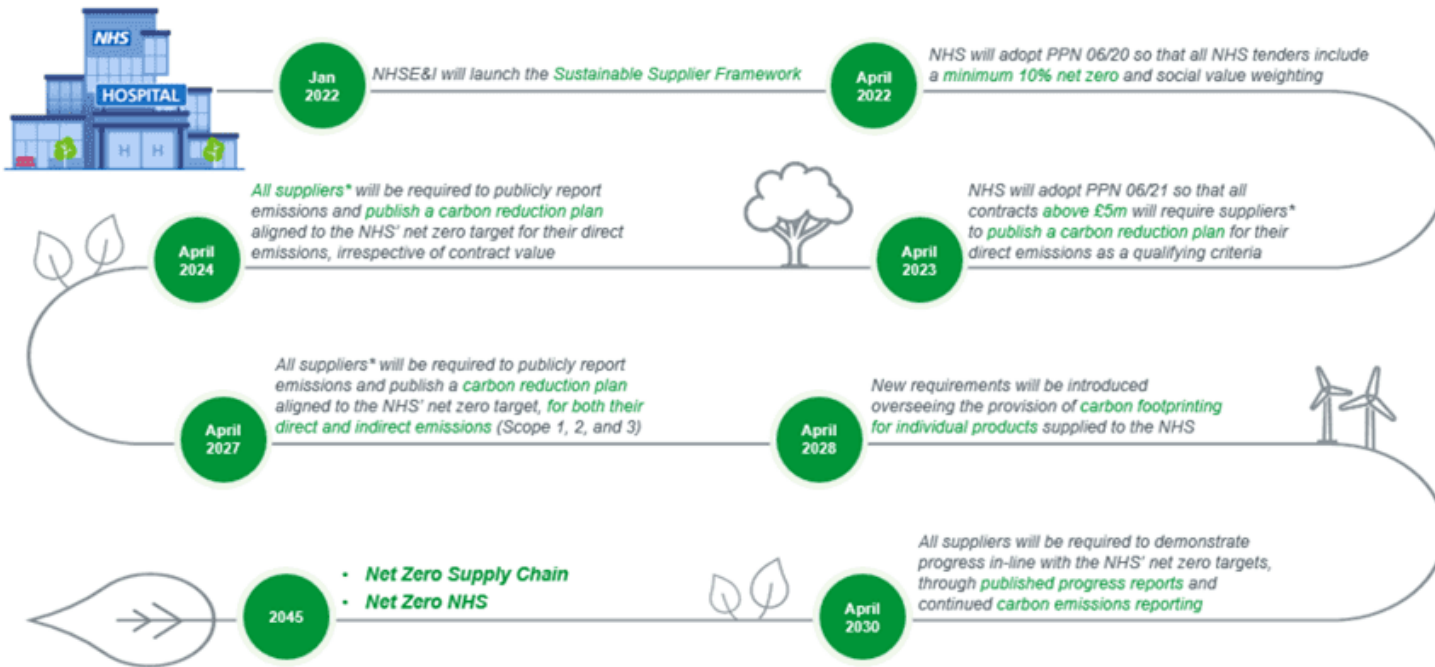 NHS
HOSPITAL
H H
Jan
2022
NHSE&I will launch the Sustainable Supplier Framework
April
2022
NHS will adopt PPN 06/20 so that all NHS tenders include
a minimum 10% net zero and social value weighting
April
2023
NHS will adopt PPN 06/21 so that all
contracts above £5m will require suppliers*
to publish a carbon reduction plan for their
direct emissions as a qualifying criteria
April
2024
All suppliers* will be required to publicly report
emissions and publish a carbon reduction plan
aligned to the NHS' net zero target for their direct
emissions, irrespective of contract value
April
2027
All suppliers* will be required to publicly report
emissions and publish a carbon reduction plan
aligned to the NHS' net zero target, for both their
direct and indirect emissions (Scope 1, 2, and 3)
April
2028
New requirements will be introduced
overseeing the provision of carbon footprinting
for individual products supplied to the NHS
April
2030
All suppliers will be required to demonstrate
progress in-line with the NHS' net zero targets,
through published progress reports and
continued carbon emissions reporting
2045
• Net Zero Supply Chain
• Net Zero NHS